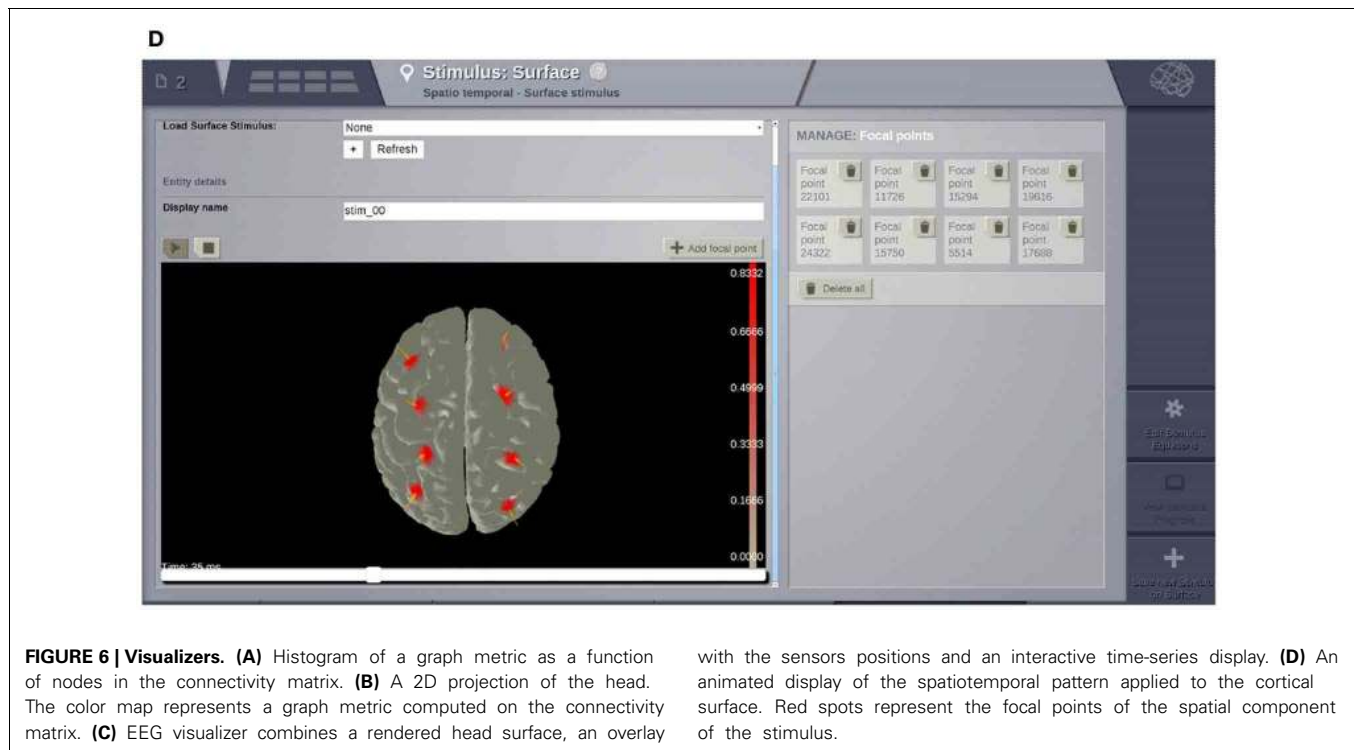 D
2
Stimulus: Surface
Spatio temporal - Surface stimulus
Load Surface Stimulus:
None
+ Refresh
Entity details
Display name
stim_00
Add focal point
0.8332
0.6666
0.4999
0.3333
0.1666
0.0000
Time: 35 ms
MANAGE: Focal points
Focal point 22101
Focal point 11726
Focal point 15294
Focal point 19616
Focal point 24322
Focal point 15750
Focal point 5514
Focal point 17688
Delete all
Edit Stimulus
Equations
FIGURE 6 | Visualizers. (A) Histogram of a graph metric as a function
of nodes in the connectivity matrix. (B) A 2D projection of the head.
The color map represents a graph metric computed on the connectivity
matrix. (C) EEG visualizer combines a rendered head surface, an overlay
with the sensors positions and an interactive time-series display. (D) An
animated display of the spatiotemporal pattern applied to the cortical
surface. Red spots represent the focal points of the spatial component
of the stimulus.